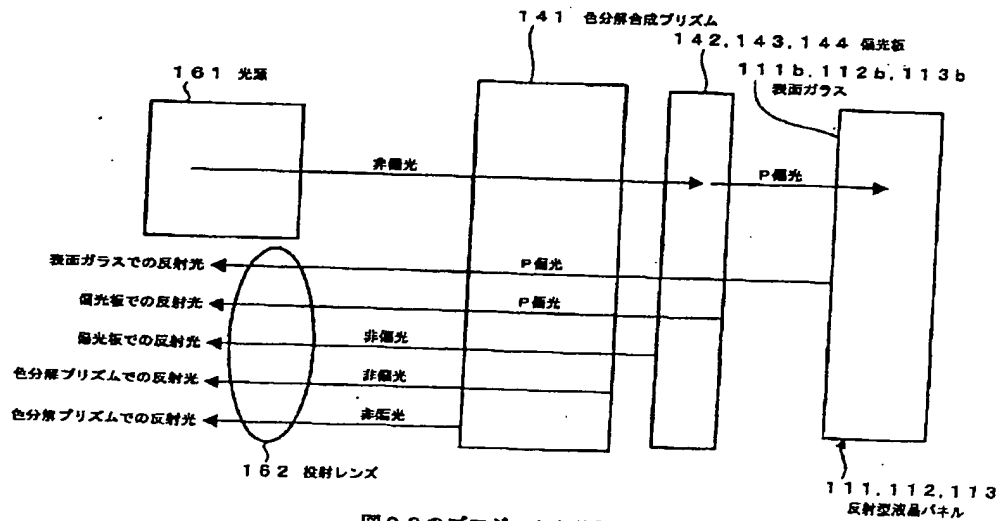 141 色分解合成プリズム
142,143,144 偏光板
161 光源
111b,112b,113b
表面ガラス
非偏光
P偏光
表面ガラスでの反射光
P偏光
偏光板での反射光
P偏光
偏光板での反射光
非偏光
色分解プリズムでの反射光
非偏光
色分解プリズムでの反射光
非偏光
162 投射レンズ
111,112,113
反射型液晶パネル